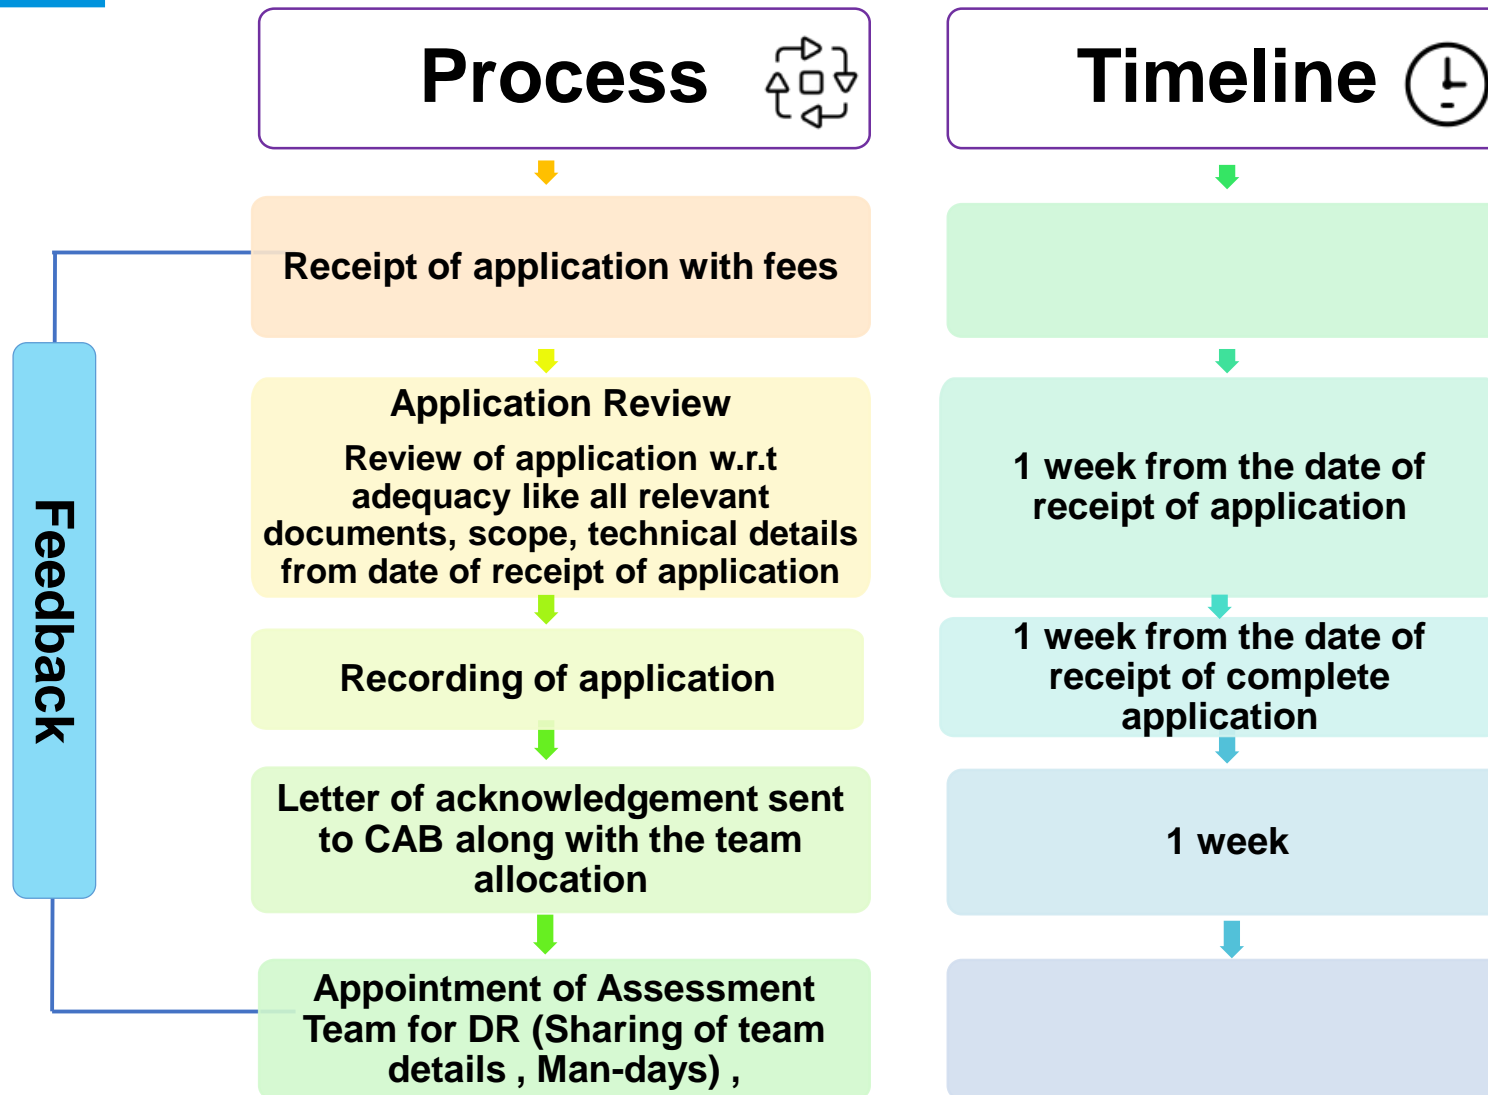 Process
Timeline
Receipt of application with fees
Application Review
Review of application w.r.t
adequacy like all relevant
documents, scope, technical details
from date of receipt of application
1 week from the date of
receipt of application
Recording of application
1 week from the date of
receipt of complete
application
Letter of acknowledgement sent
to CAB along with the team
allocation
1 week
Appointment of Assessment
Team for DR (Sharing of team
details , Man-days) ,
Feedback